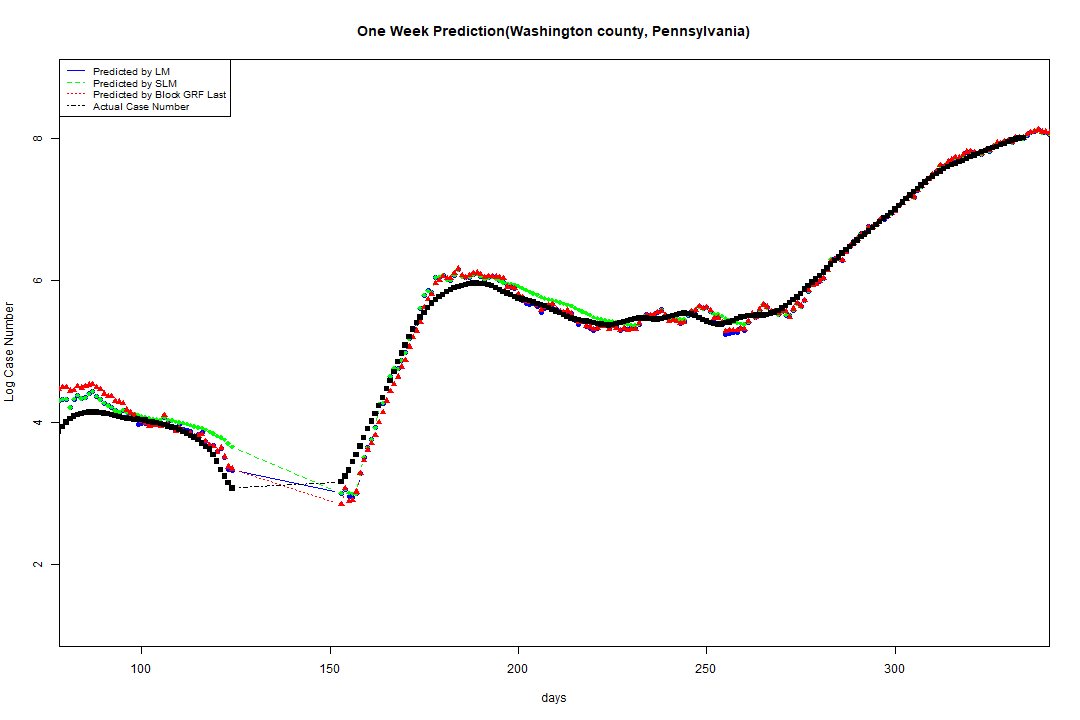 One Week Prediction(Washington county, Pennsylvania)
Predicted by LM
Predicted by SLM
Predicted by Block GRF Last
Actual Case Number
Log Case Number
8
6
4
2
100 150 200 250 300
days